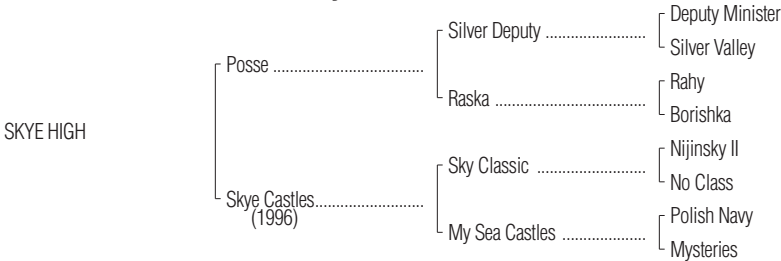 Deputy Minister
Silver Deputy ........................
Silver Valley
Posse ....................................
Rahy
Raska ....................................
Borishka
SKYE HIGH
Nijinsky II
Sky Classic ..........................
No Class
Skye Castles..........................
(1996)
Polish Navy
My Sea Castles ....................
Mysteries